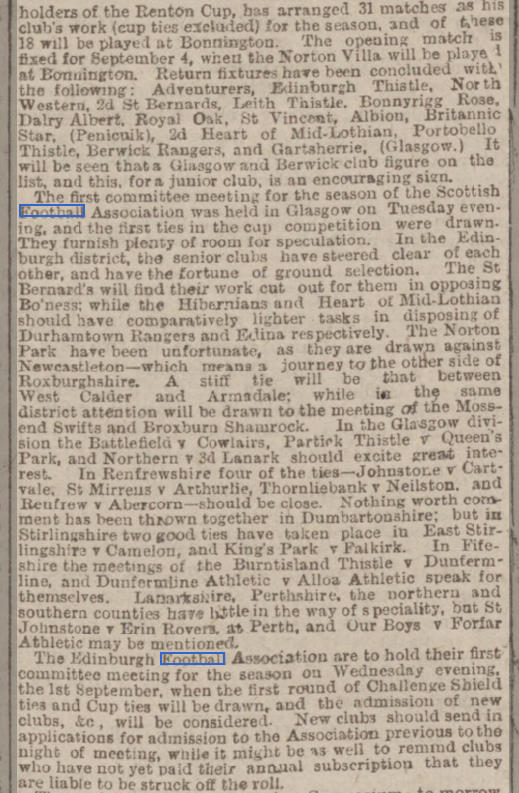 holders of the Renton Cup, has arranged 31 matches as his
club's work (cup ties excluded) for the season, and of these
18 will be played at Bonnington. The opening match is
fixed for September 4, when the Norton Villa will be played
at Bonnington. Return fixtures have been concluded with
the following: Adventurers, Edinburgh Thistle, North
Western, 2d St Bernards, Leith Thistle. Bonnyrigg Rose,
Dalry Albert, Royal Oak, St Vincent, Albion, Britannic
Star, (Penicuik), 2d Heart of Mid-Lothian, Portobello
Thistle, Berwick Rangers, and Gartsherrie, (Glasgow.) It
will be seen that a Glasgow and Berwick club figure on the
list, and this, for a junior club, is an encouraging sign.
The first committee meeting for the season of the Scottish
Football Association was held in Glasgow on Tuesday even-
ing, and the first ties in the cup competition were drawn.
They furnish plenty of room for speculation. In the Edin-
burgh district, the senior clubs have steered clear of each
other, and have the fortune of ground selection. The St
Bernard's will find their work cut out for them in opposing
Bo'ness; while the Hibernians and Heart of Mid-Lothian
should have comparatively lighter tasks in disposing of
Durhamtown Rangers and Edina respectively. The Norton
Park have been unfortunate, as they are drawn against
Newcastleton—which means a journey to the other side of
Roxburghshire. A stiff tie will be that between
West Calder and Armadale; while in the same
district attention will be drawn to the meeting of the Moss-
end Swifts and Broxburn Shamrock. In the Glasgow divi-
sion the Battlefield v Cowlairs, Partick Thistle v Queen's
Park, and Northern v 3d Lanark should excite great inte-
rest. In Renfrewshire four of the ties—Johnstone v Cart-
vale, St Mirrens v Arthurlie, Thornliebank v Neilston, and
Renfrew v Abercorn—should be close. Nothing worth com-
ment has been thrown together in Dumbartonshire; but in
Stirlingshire two good ties have taken place in East Stir-
lingshire v Camelon, and King's Park v Falkirk. In Fife-
shire the meetings of the Burntisland Thistle v Dunferm-
line, and Dunfermline Athletic v Alloa Athletic speak for
themselves. Lanarkshire, Perthshire, the northern and
southern counties have little in the way of speciality, but St
Johnstone v Erin Rovers, at Perth, and Our Boys v Forfar
Athletic may be mentioned.
The Edinburgh Football Association are to hold their first
committee meeting for the season on Wednesday evening,
the 1st September, when the first round of Challenge Shield
ties and Cup ties will be drawn, and the admission of new
clubs, &c, will be considered. New clubs should send in
applications for admission to the Association previous to the
night of meeting, while it might be as well to remind clubs
who have not yet paid their annual subscription that they
are liable to be struck off the roll.